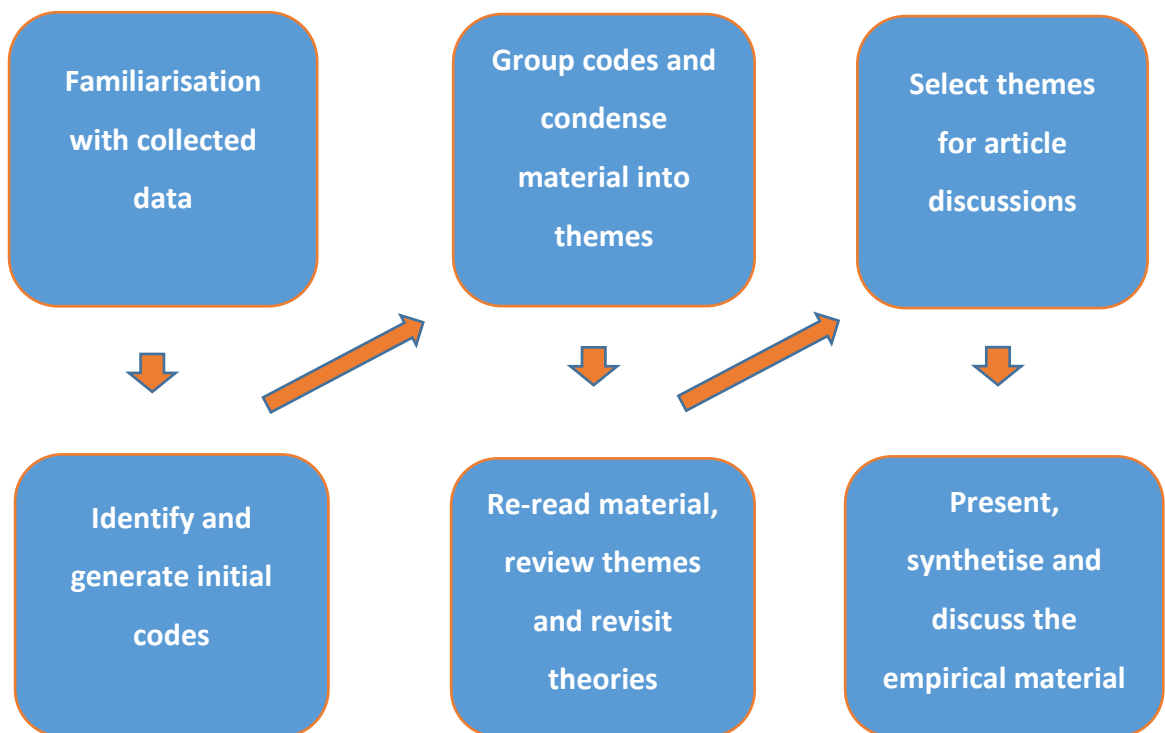 Familiarisation
with collected
data
Identify and
generate initial
codes
Group codes and
condense
material into
themes
Re-read material,
review themes
and revisit
theories
Select themes
for article
discussions
Present,
synthetise and
discuss the
empirical material